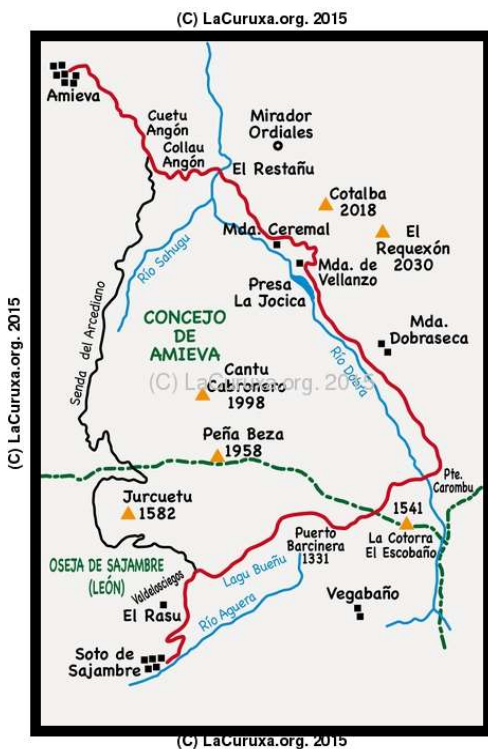 (C) LaCuruxa.org. 2015
Amieva
Cuetu
Angón
Collau
Angón
Mirador
Ordiales
El Restañu
Cotalba
2018
Mda. Ceremal
El
Requexón
2030
Río Sahugu
Mda. de
Vellanzo
Presa
La Jocica
CONCEJO
DE
AMIEVA
Mda.
Dobraseca
Río Dobra
Senda del Arcediano
(C) LaCuruxa.org. 2015
Cantu
Cabronero
1998
(C) LaCuruxa.org. 2015
Peña Beza
1958
Pte.
Carombu
Jurcuetu
1582
1541
La Cotorra
El Escobaño
Puerto
Barcinera
1331
OSEJA DE SAJAMBRE
(LEÓN)
Valdelosciegos
Lagu Bueñu
El Rasu
Río Aguera
Vegabaño
Soto de
Sajambre
(C) LaCuruxa.org. 2015